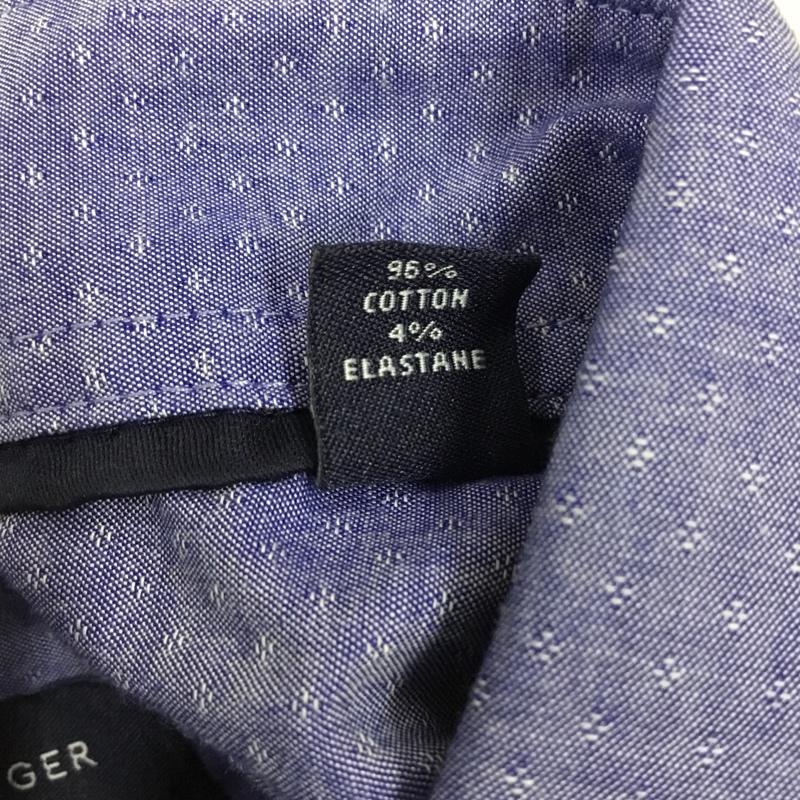 96%
COTTON
4%
ELASTANE
GER